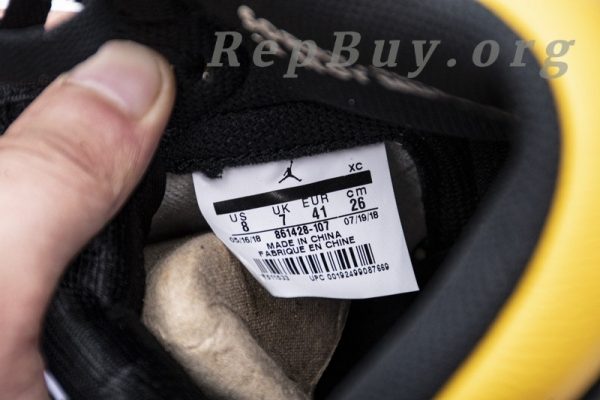 RepBuy.org
XC
US UK EUR cm
8 7 41 26
05/16/18 07/19/18
861428-107
MADE IN CHINA
FABRIQUE EN CHINE
UPC 00192499087669